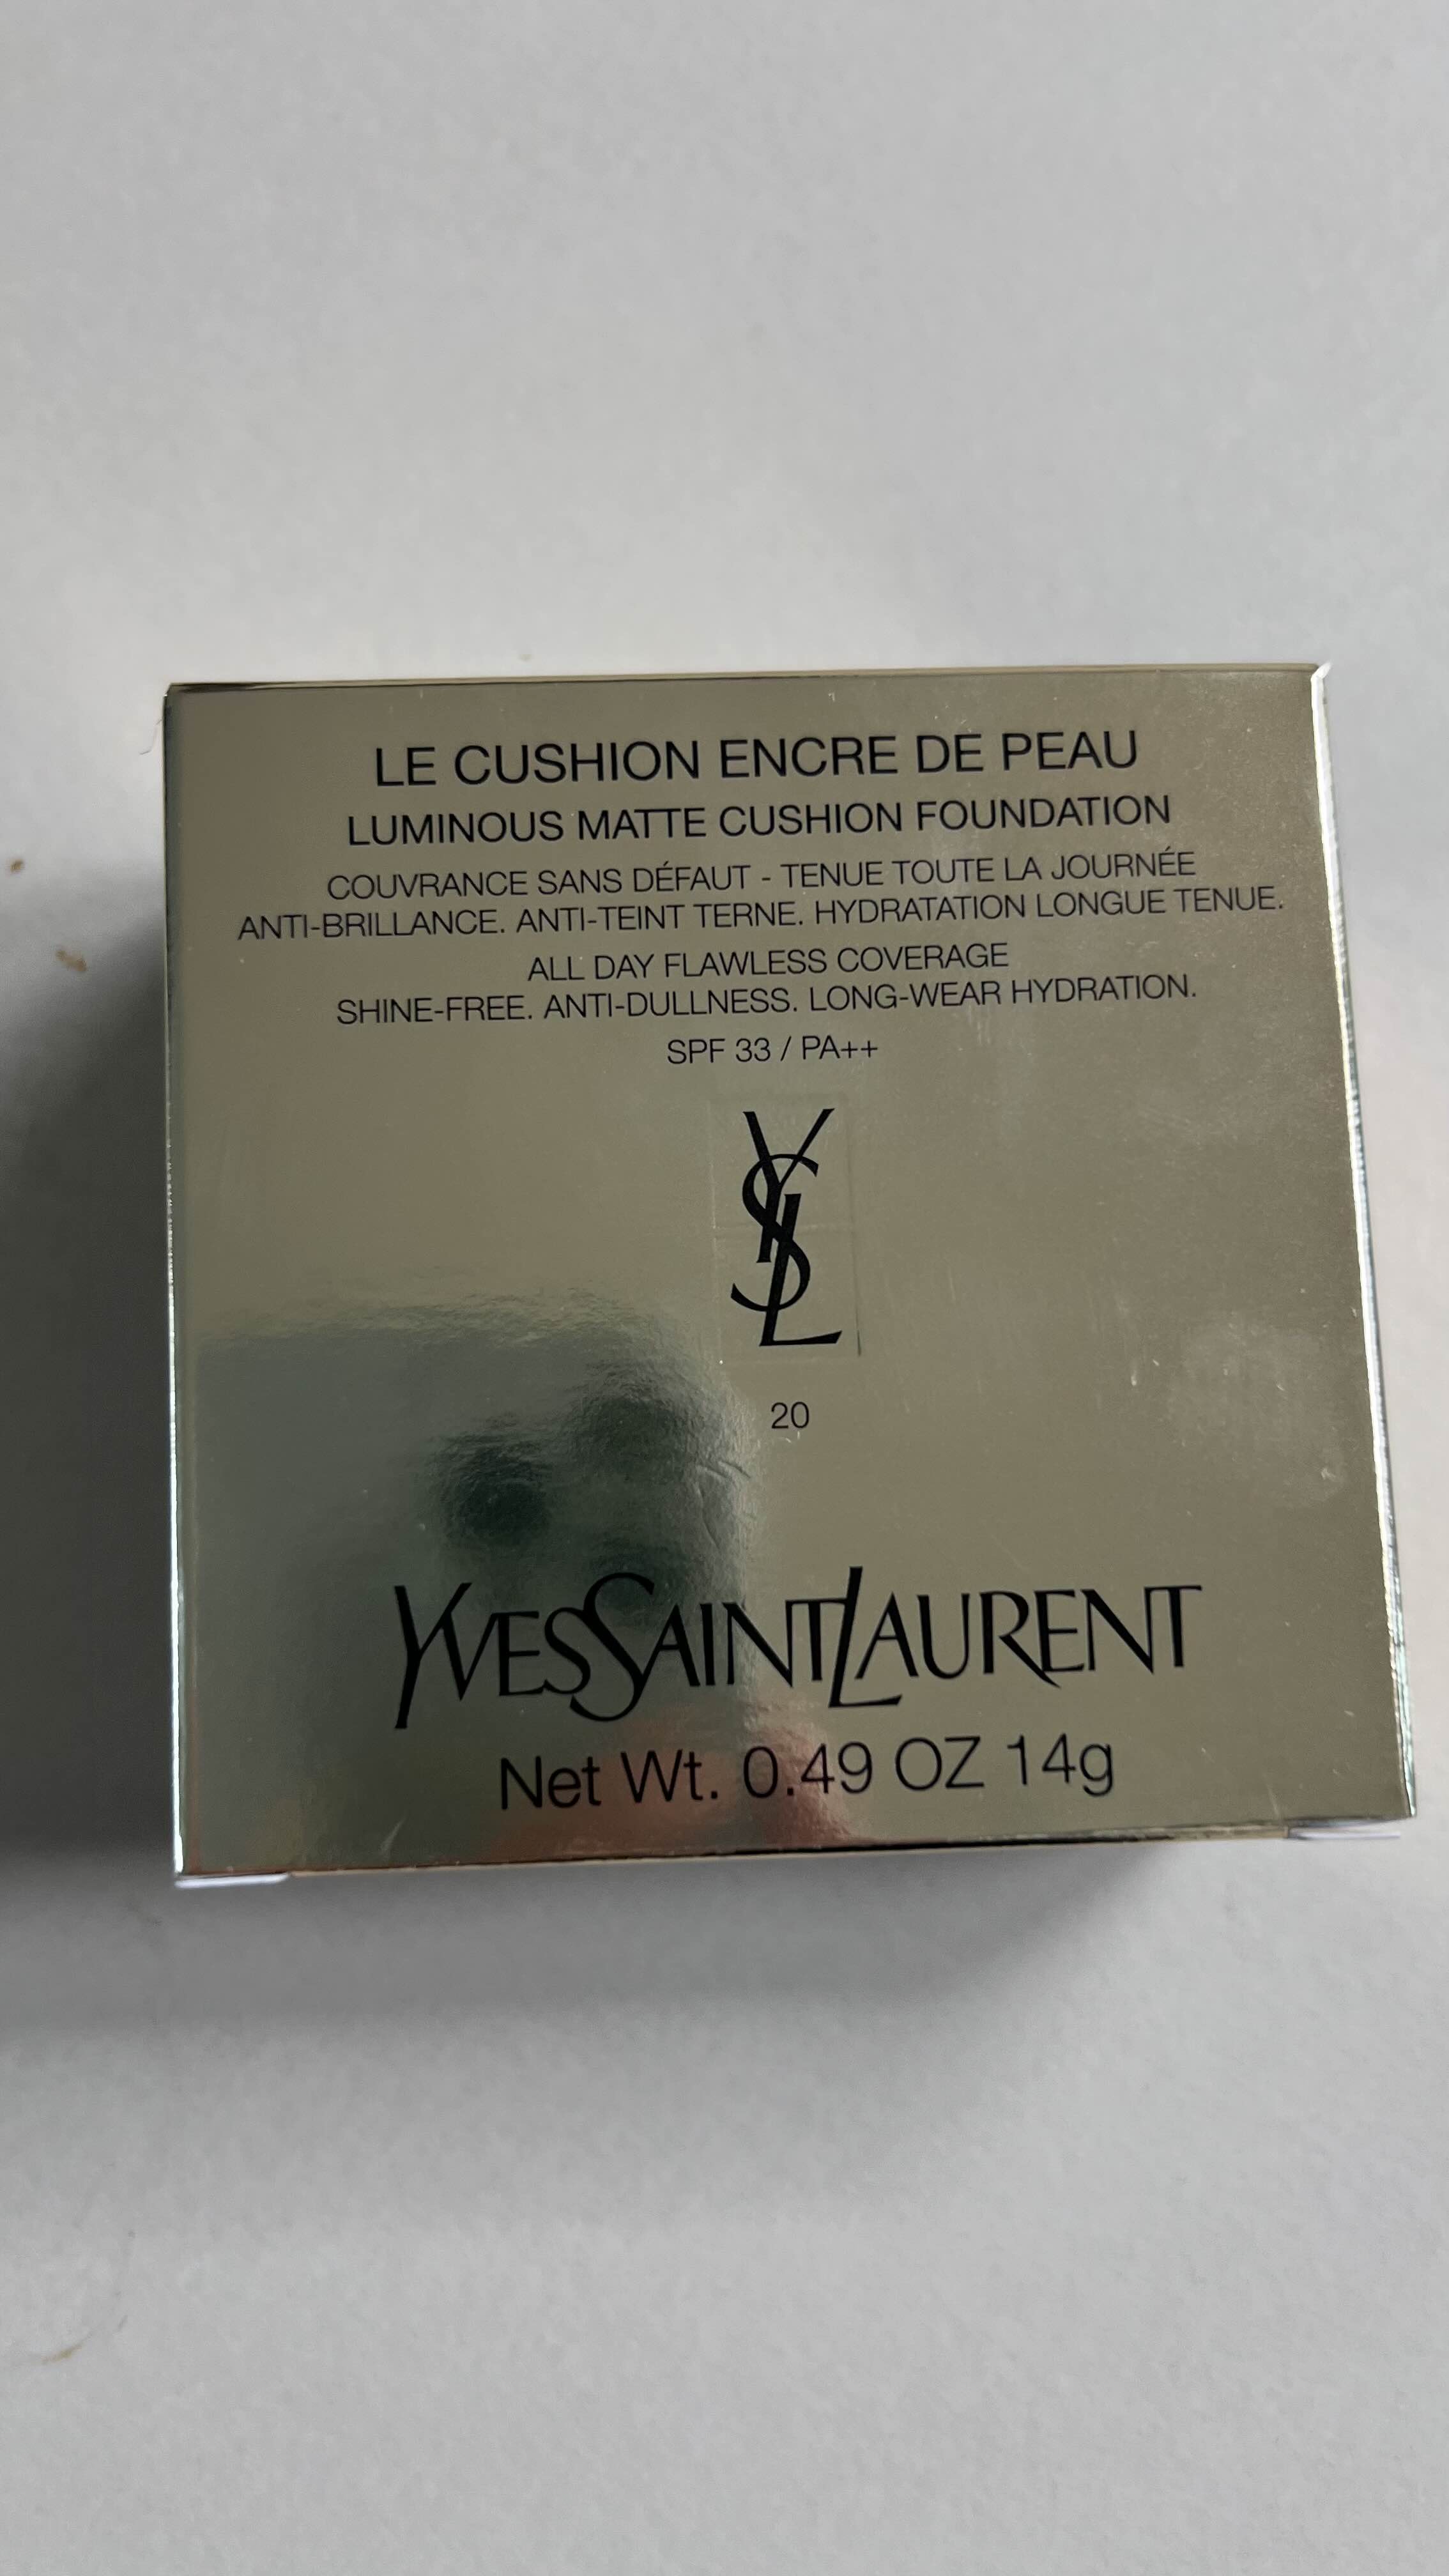 LE CUSHION ENCRE DE PEAU
LUMINOUS MATTE CUSHION FOUNDATION
COUVRANCE SANS DÉFAUT - TENUE TOUTE LA JOURNÉE
ANTI-BRILLANCE. ANTI-TEINT TERNE. HYDRATATION LONGUE TENUE.
ALL DAY FLAWLESS COVERAGE
SHINE-FREE. ANTI-DULLNESS. LONG-WEAR HYDRATION.
SPF 33 / PA++
YSL
20
YVESSAINTLAURENT
Net Wt. 0.49 OZ 14g